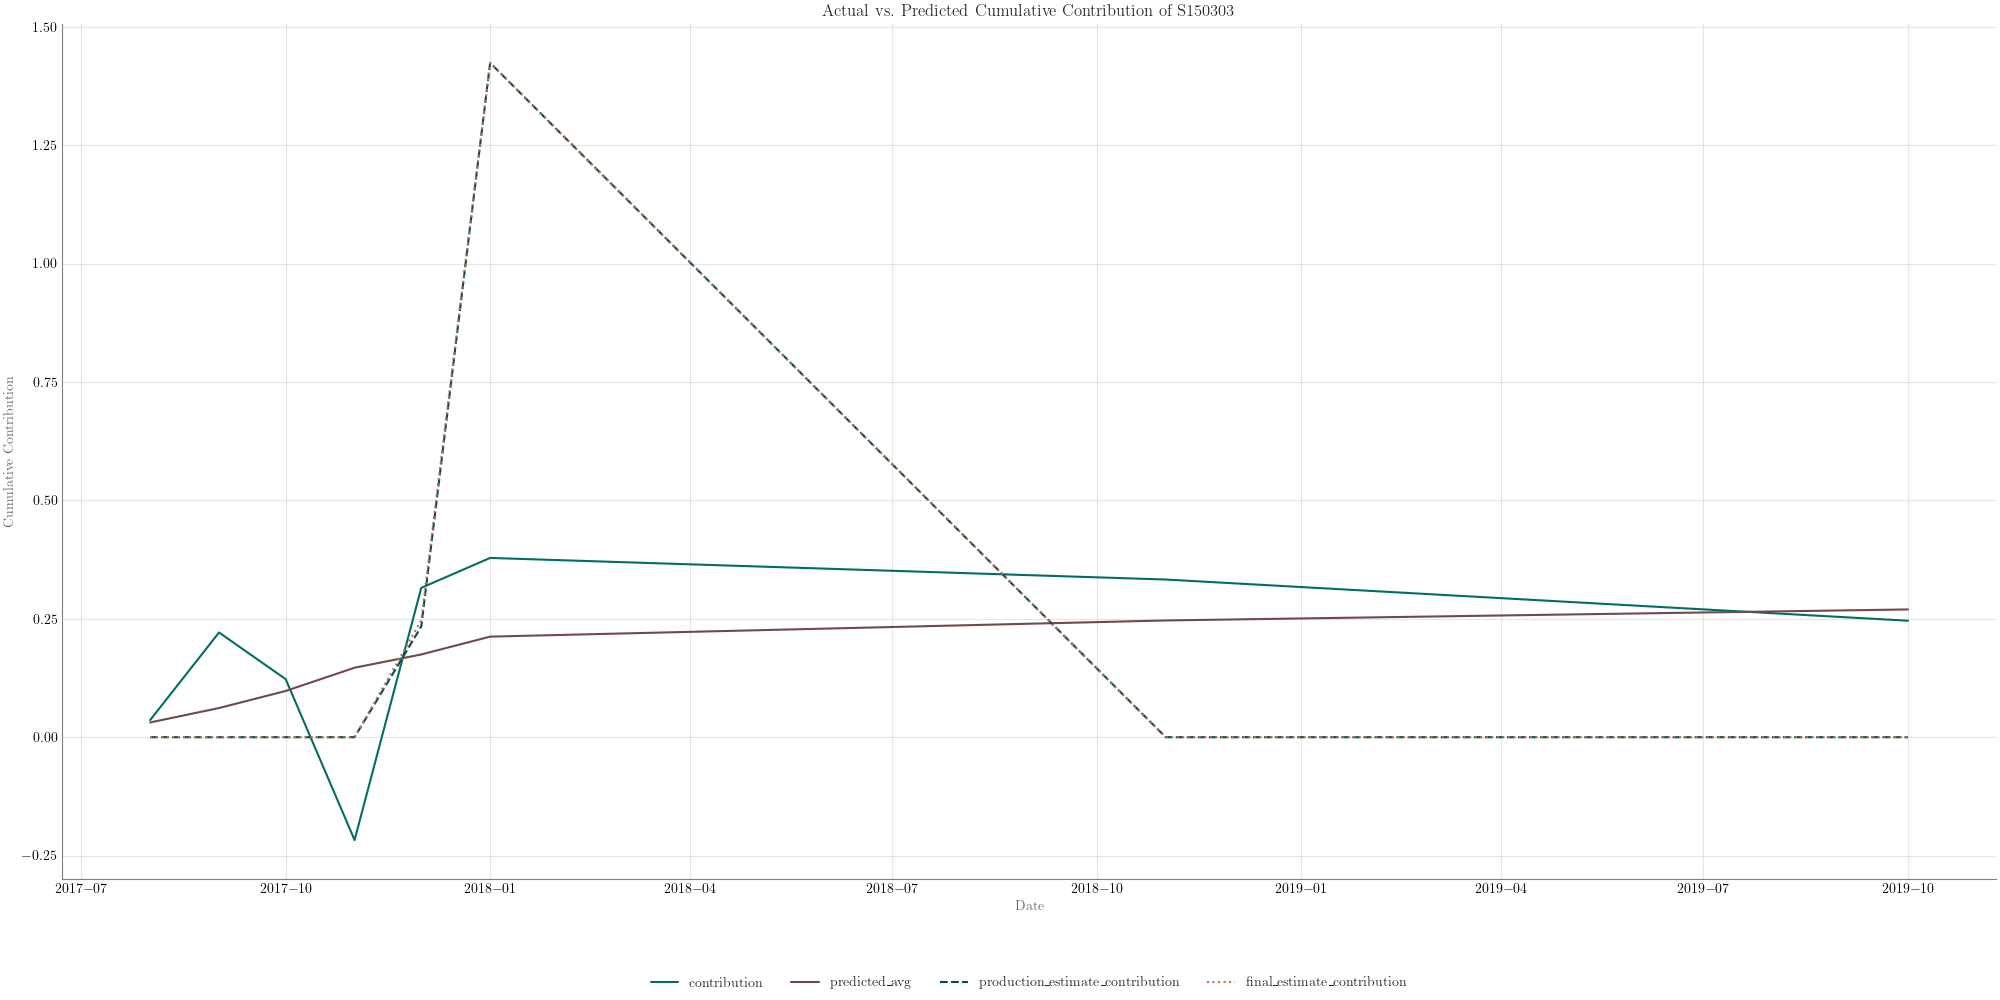 Actual vs. Predicted Cumulative Contribution of S150303
1.50
1.25
1.00
0.75
0.50
0.25
0.00
−0.25
Cumulative Contribution
2017−07 2017−10 2018−01 2018−04 2018−07 2018−10 2019−01 2019−04 2019−07 2019−10
Date
contribution predicted_avg production_estimate_contribution final_estimate_contribution